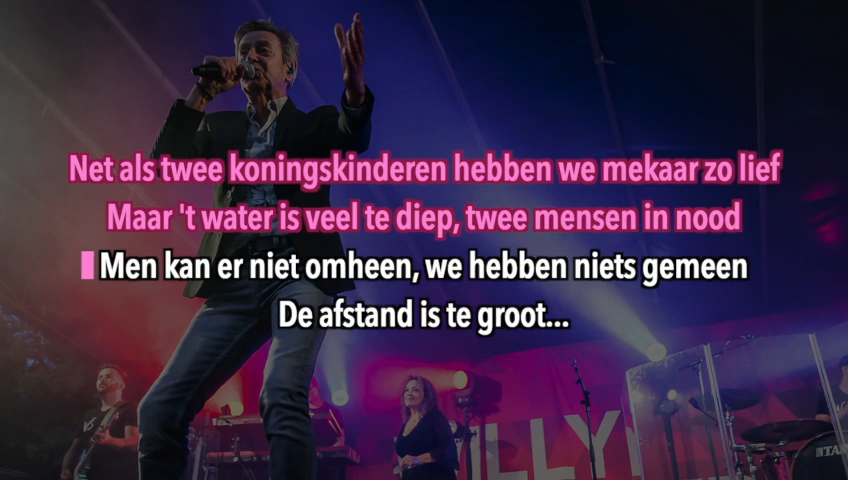 Net als twee koningskinderen hebben we mekaar zo lief
Maar 't water is veel te diep, twee mensen in nood
Men kan er niet omheen, we hebben niets gemeen
De afstand is te groot...
ILLY